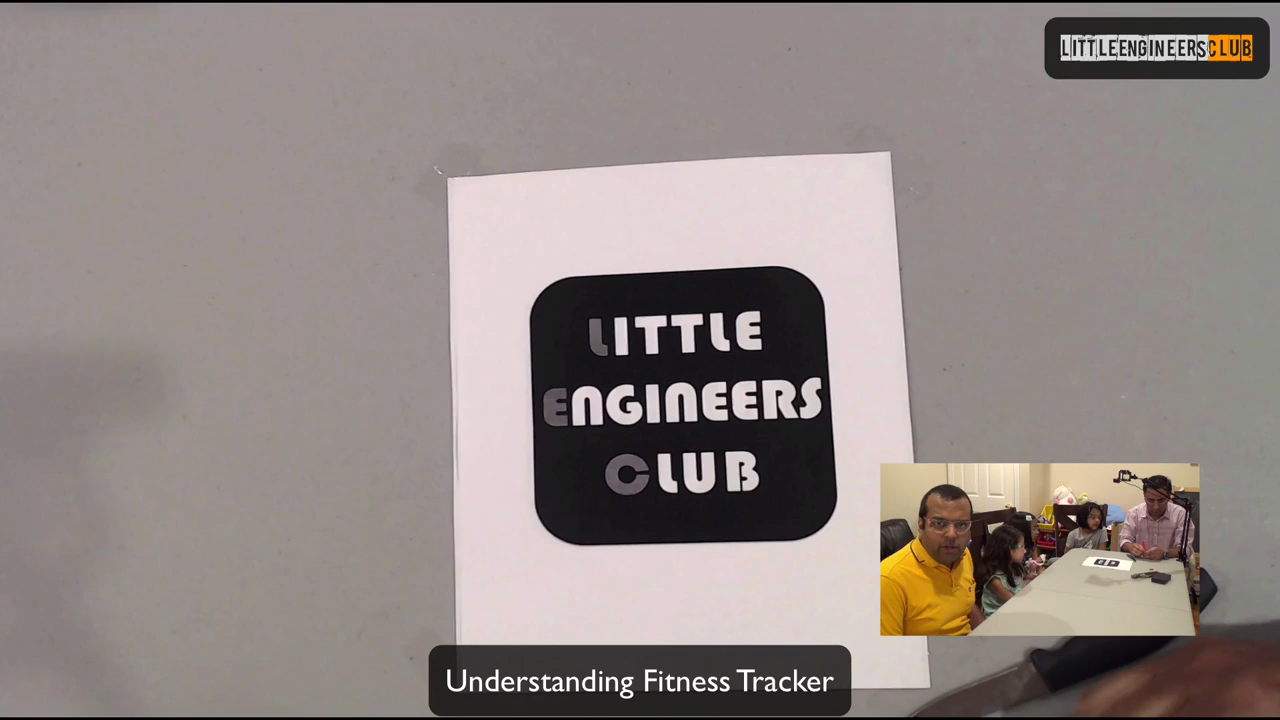 LITTLEENGINEERSCLUB
LITTLE
ENGINEERS
CLUB
Understanding Fitness Tracker